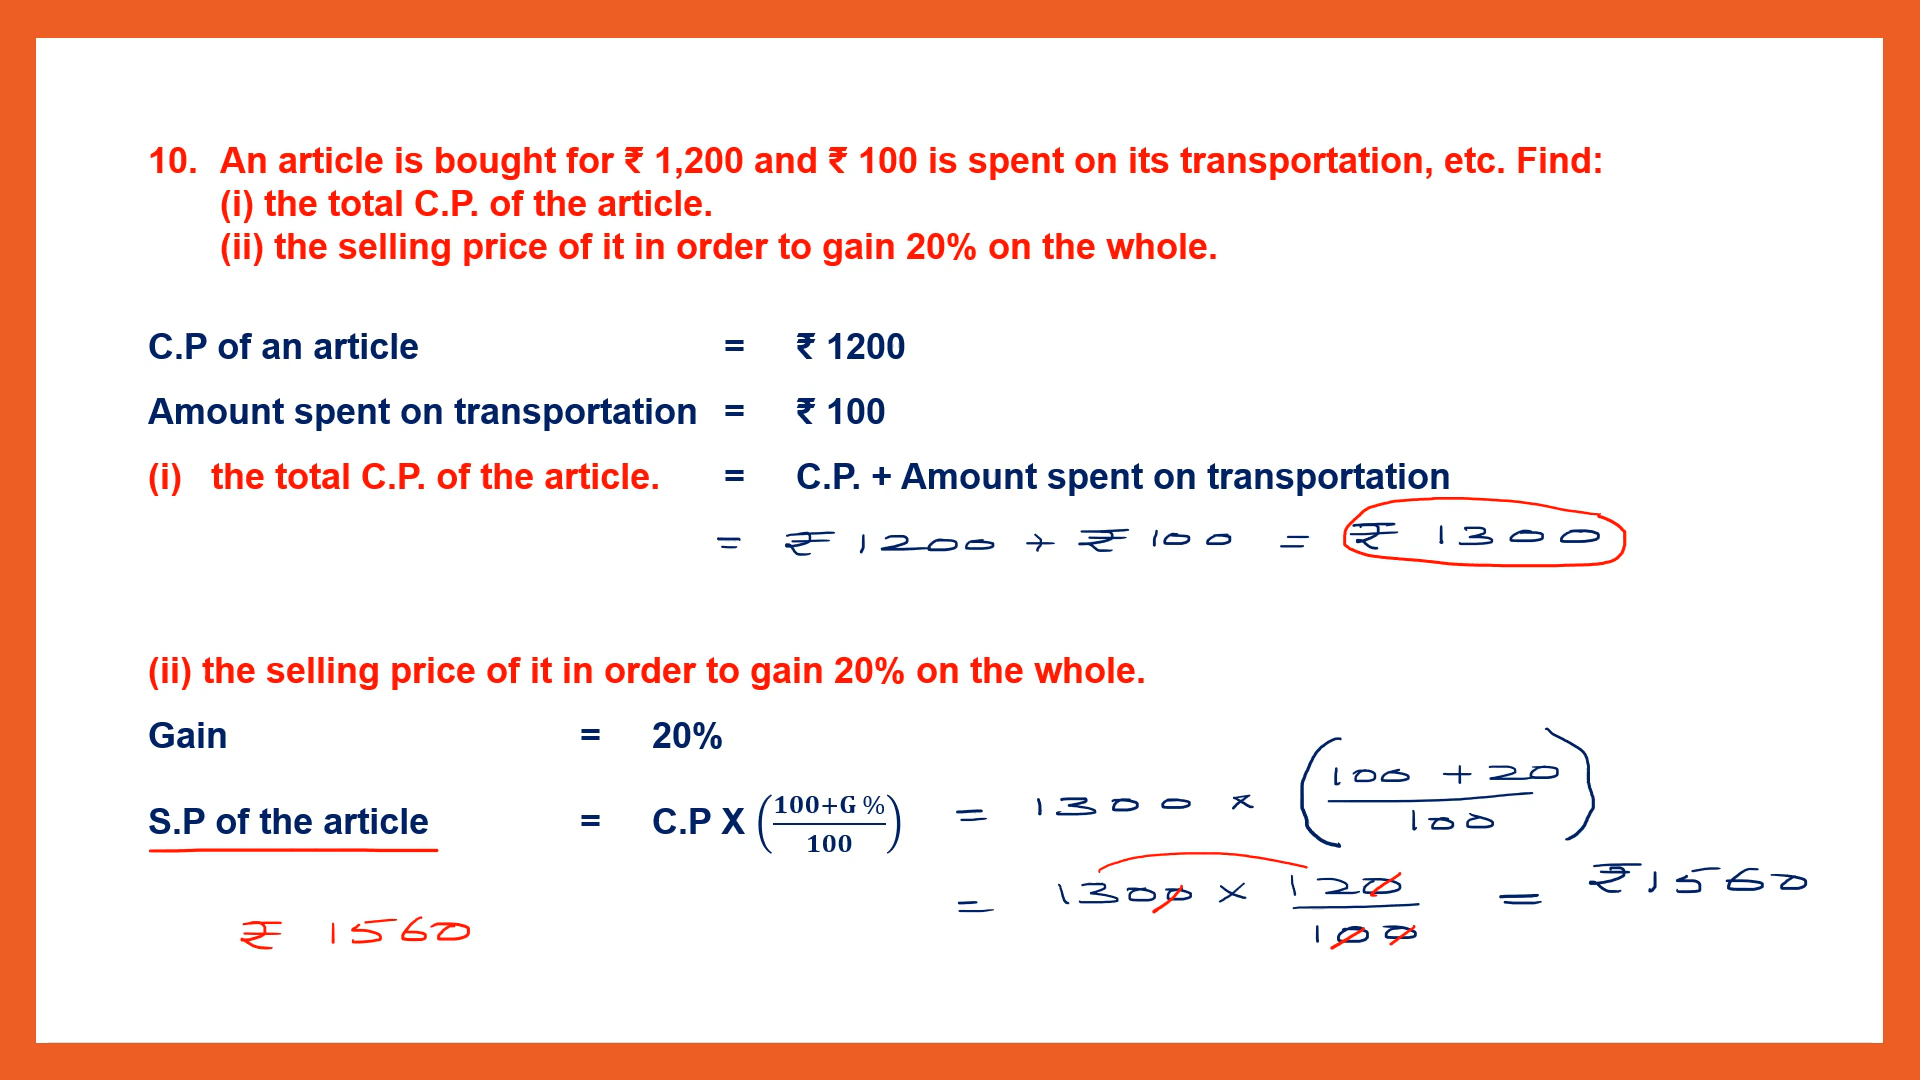 10. An article is bought for ₹ 1,200 and ₹ 100 is spent on its transportation, etc. Find:
(i) the total C.P. of the article.
(ii) the selling price of it in order to gain 20% on the whole.
C.P of an article = ₹ 1200
Amount spent on transportation = ₹ 100
(i) the total C.P. of the article. = C.P. + Amount spent on transportation
= ₹ 1200 + ₹ 100 = ₹ 1300
(ii) the selling price of it in order to gain 20% on the whole.
Gain = 20%
S.P of the article = C.P X (100+G %/100) = 1300 × (100 + 20/100)
= 1300 × 120/100 = ₹ 1560
₹ 1560